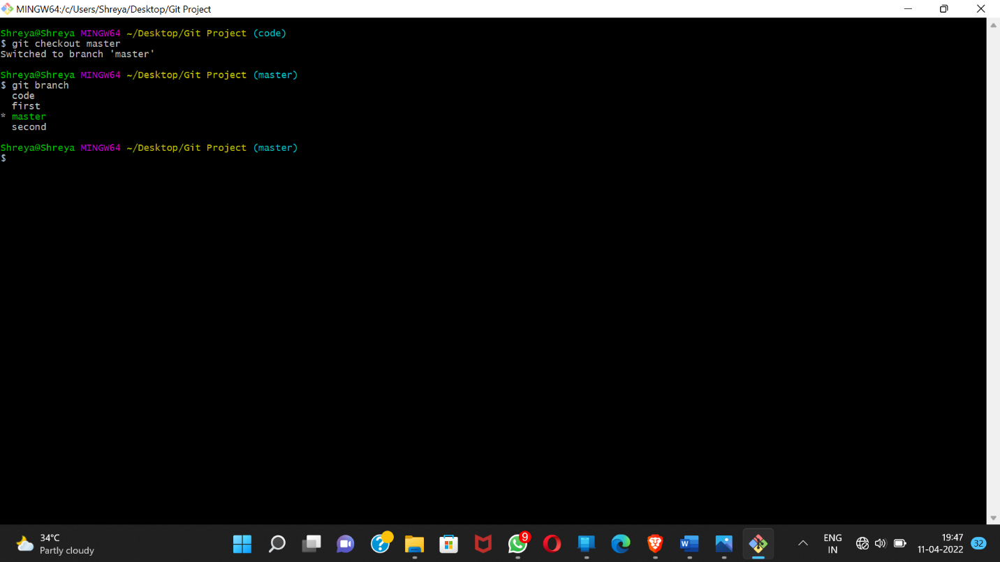 MINGW64:/c/Users/Shreya/Desktop/Git Project
Shreya@Shreya MINGW64 ~/Desktop/Git Project (code)
$ git checkout master
Switched to branch 'master'
Shreya@Shreya MINGW64 ~/Desktop/Git Project (master)
$ git branch
  code
  first
* master
  second
Shreya@Shreya MINGW64 ~/Desktop/Git Project (master)
$
34°C
Partly cloudy
9
W
ENG
IN
19:47
11-04-2022
32